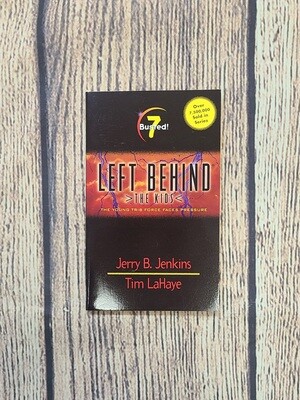 7
Busted!
Over
7,500,000
Sold in
Series
LEFT BEHIND
>THE KIDS<
THE YOUNG TRIB FORCE FACES PRESSURE
Jerry B. Jenkins
Tim LaHaye